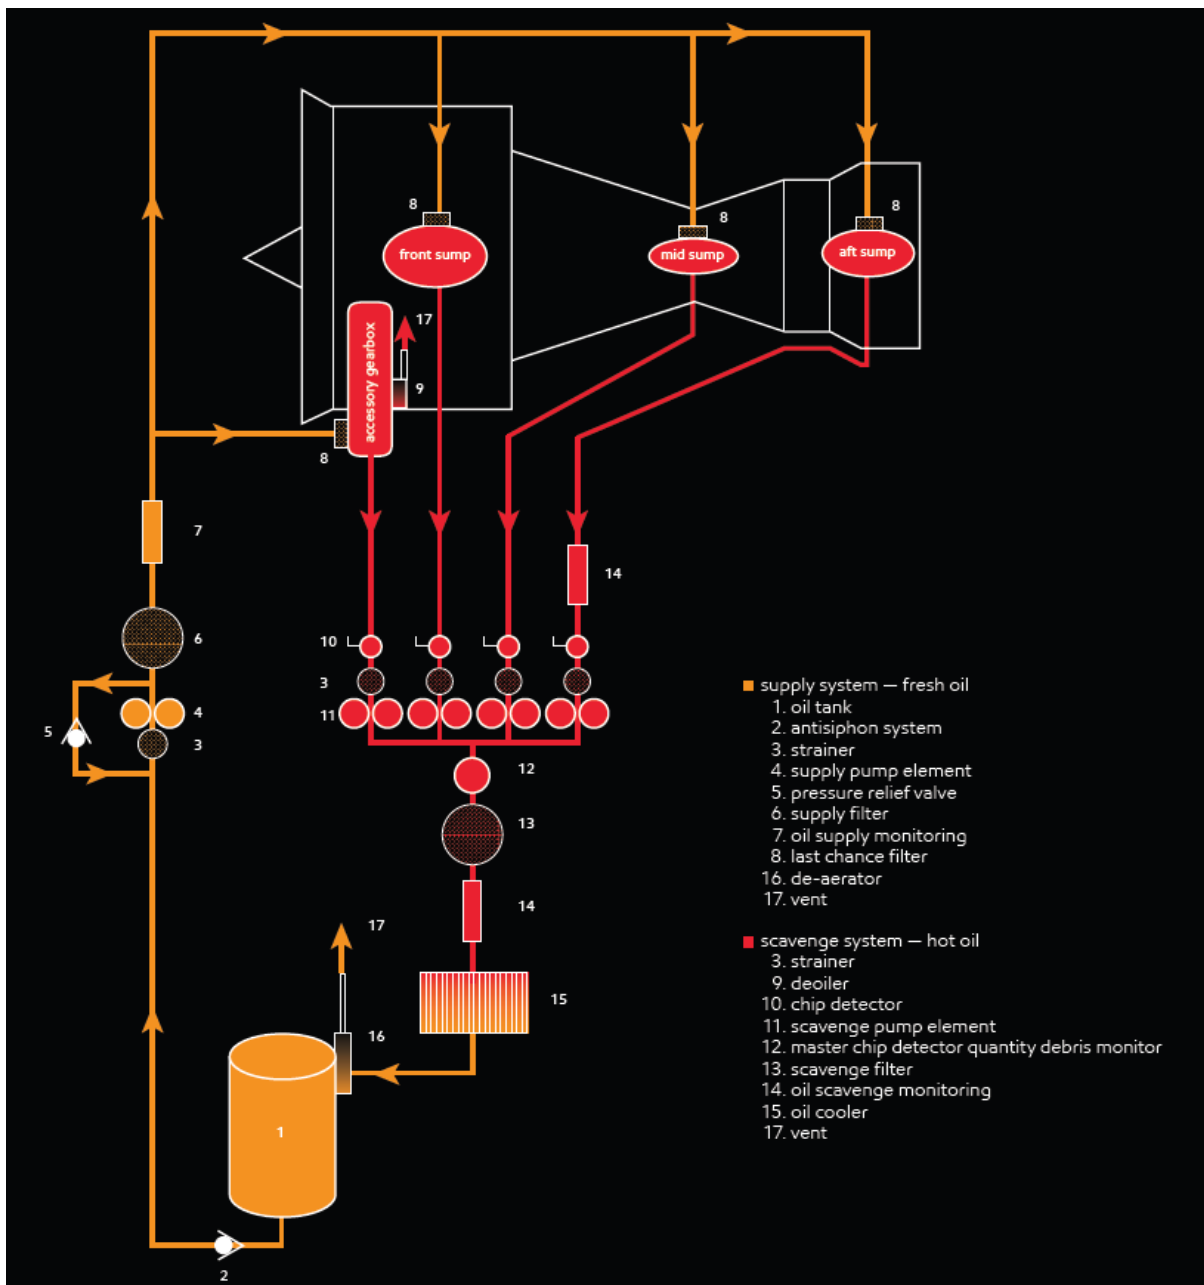 8
front sump
8
mid sump
8
aft sump
17
accessory gearbox
9
8
7
14
6
10
3
5
4
11
3
12
13
14
17
15
16
1
2
supply system — fresh oil
1. oil tank
2. antisiphon system
3. strainer
4. supply pump element
5. pressure relief valve
6. supply filter
7. oil supply monitoring
8. last chance filter
16. de-aerator
17. vent
scavenge system — hot oil
3. strainer
9. deoiler
10. chip detector
11. scavenge pump element
12. master chip detector quantity debris monitor
13. scavenge filter
14. oil scavenge monitoring
15. oil cooler
17. vent